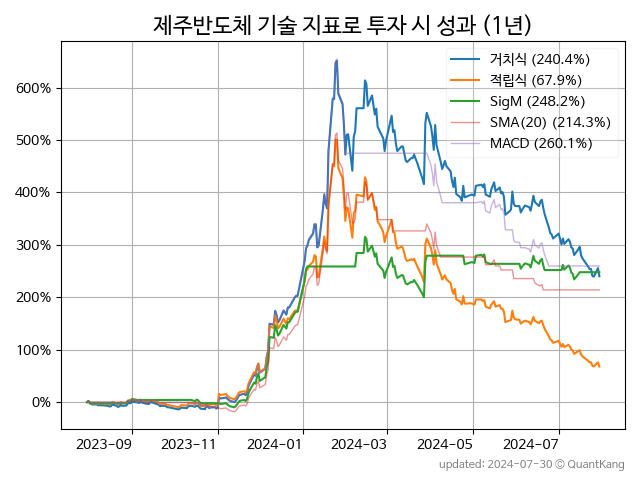 제주반도체 기술 지표로 투자 시 성과 (1년)
거치식 (240.4%)
적립식 (67.9%)
SigM (248.2%)
SMA(20) (214.3%)
MACD (260.1%)
600%
500%
400%
300%
200%
100%
0%
2023-09 2023-11 2024-01 2024-03 2024-05 2024-07
updated: 2024-07-30 © QuantKang